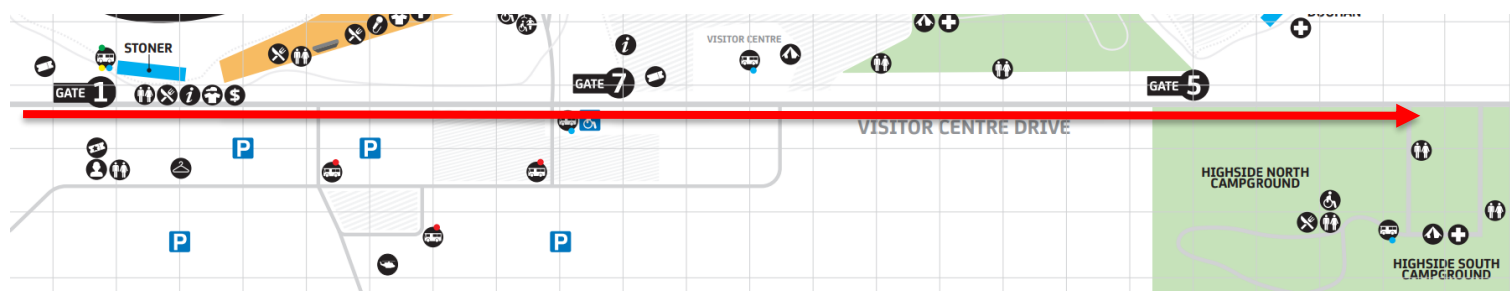 STONER
GATE 1
$
GATE 7
VISITOR CENTRE
GATE 5
VISITOR CENTRE DRIVE
P
P
P
P
HIGHSIDE NORTH
CAMPGROUND
HIGHSIDE SOUTH
CAMPGROUND